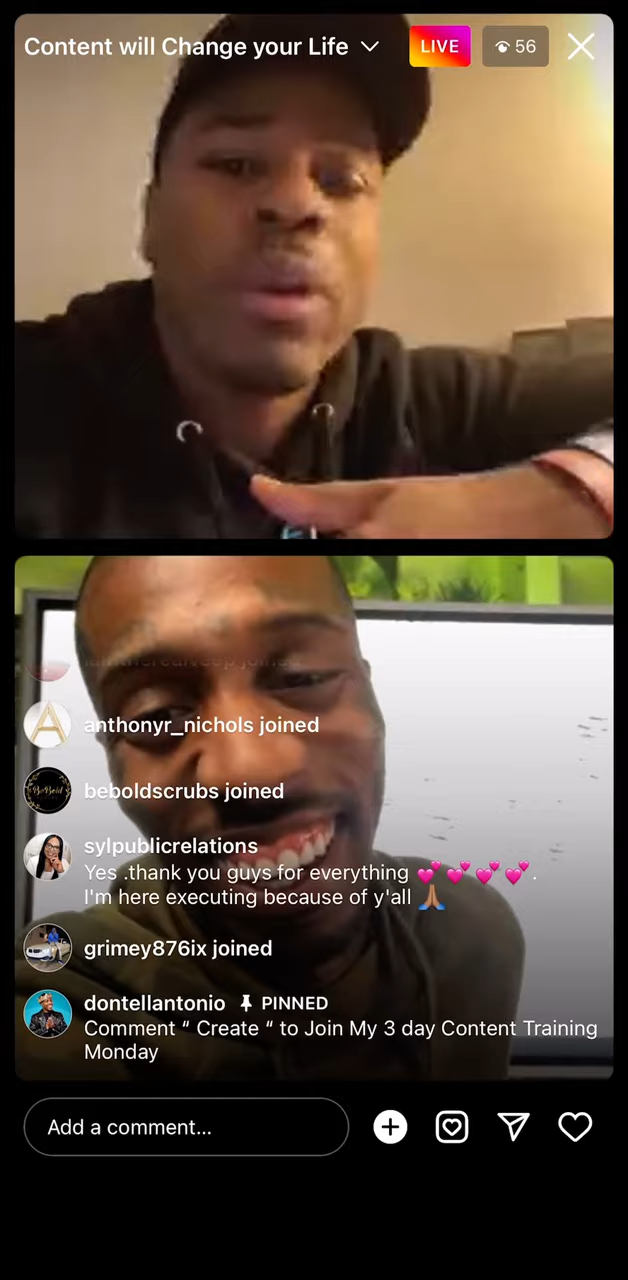 Content will Change your Life
LIVE
56
anthonyr_nichols joined
beboldscrubs joined
sylpublicrelations
Yes .thank you guys for everything 💕💕💕💕.
I'm here executing because of y'all 🙏🏽
grimey876ix joined
dontellantonio PINNED
Comment “ Create “ to Join My 3 day Content Training
Monday
Add a comment...